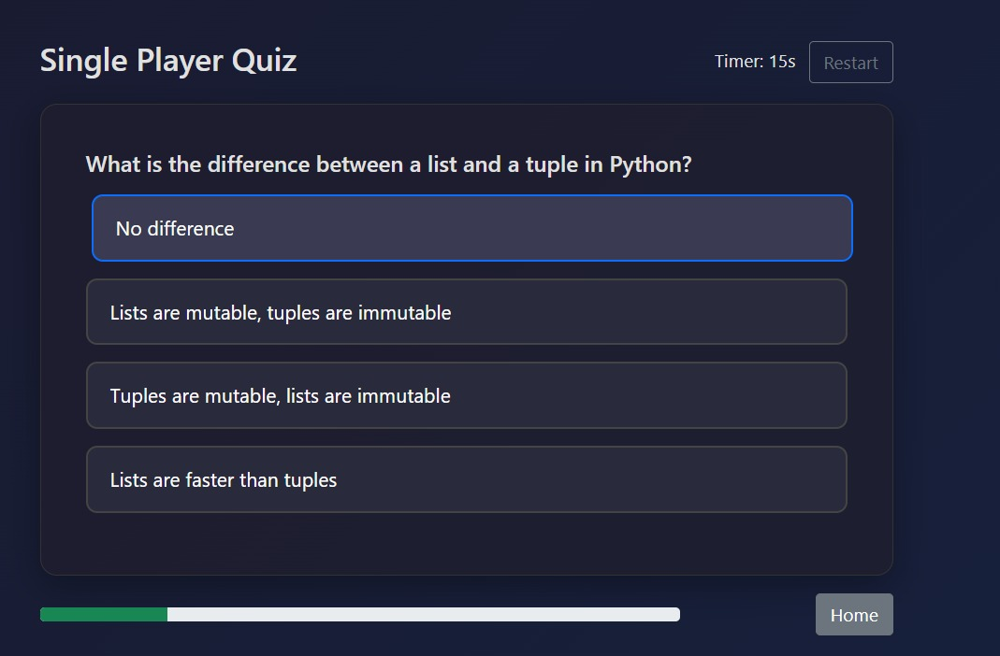 Single Player Quiz
Timer: 15s
Restart
What is the difference between a list and a tuple in Python?
No difference
Lists are mutable, tuples are immutable
Tuples are mutable, lists are immutable
Lists are faster than tuples
Home